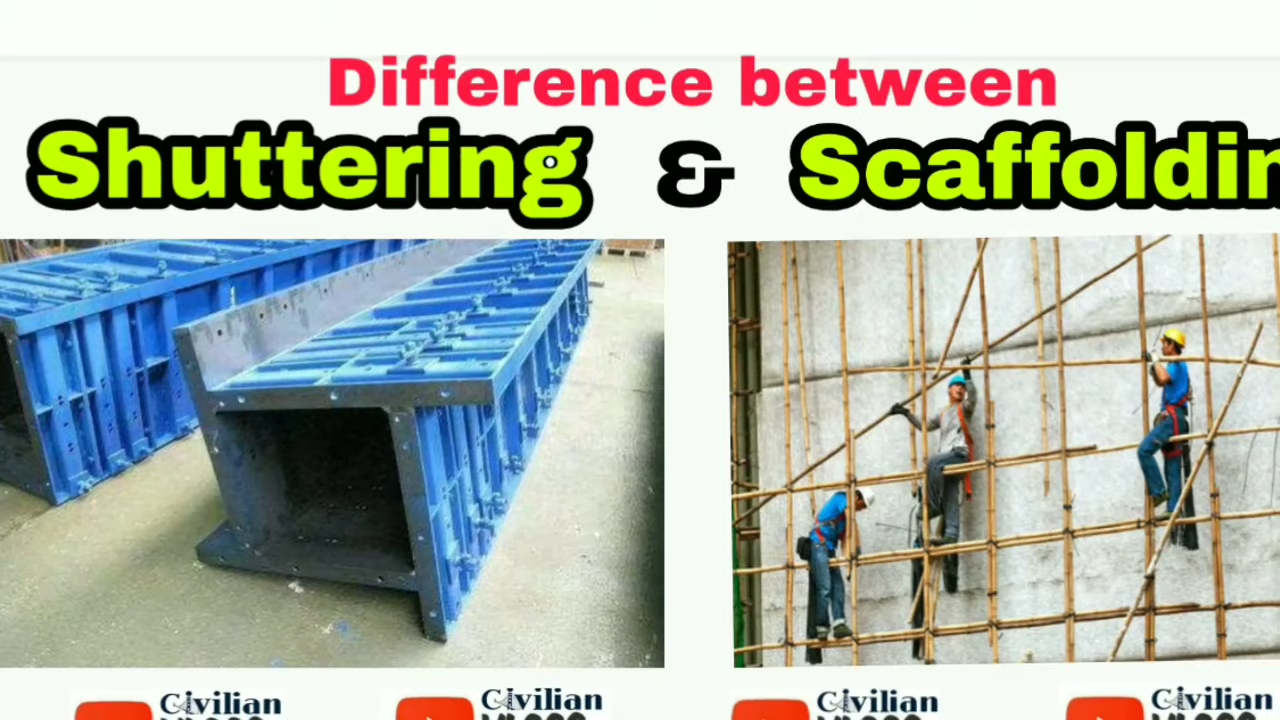 Difference between
Shuttering & Scaffoldin
Civilian Civilian Civilian Civilian